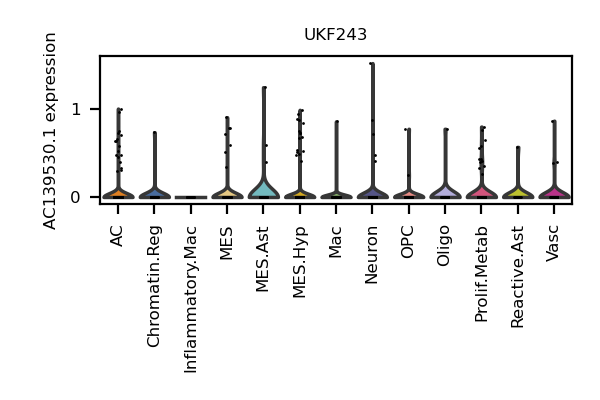 UKF243
AC139530.1 expression
1
0
AC
Chromatin.Reg
Inflammatory.Mac
MES
MES.Ast
MES.Hyp
Mac
Neuron
OPC
Oligo
Prolif.Metab
Reactive.Ast
Vasc